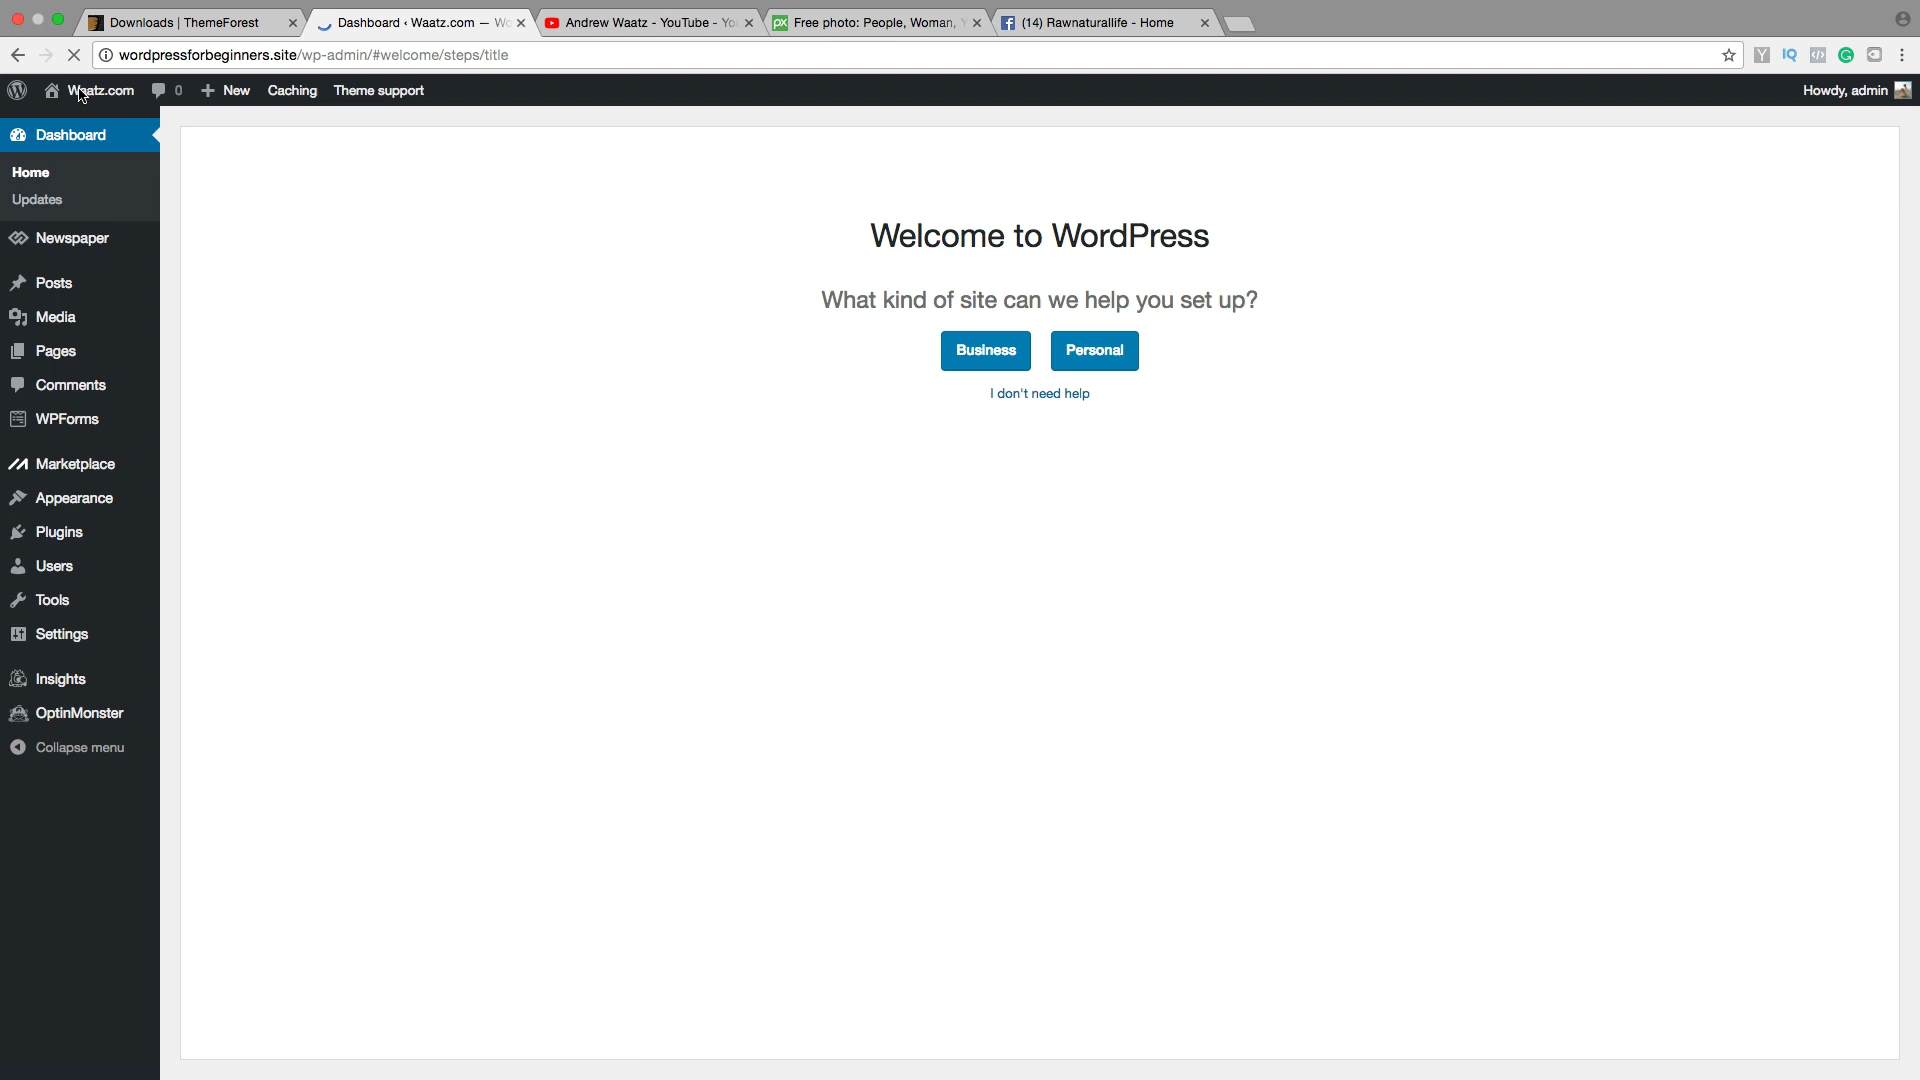 Downloads | ThemeForest
Dashboard ‹ Waatz.com — Wo
Andrew Waatz - YouTube - Yo
Free photo: People, Woman, Y
(14) Rawnaturallife - Home
wordpressforbeginners.site/wp-admin/#welcome/steps/title
Waatz.com 0 New Caching Theme support Howdy, admin
Dashboard
Home
Updates
Newspaper
Posts
Media
Pages
Comments
WPForms
Marketplace
Appearance
Plugins
Users
Tools
Settings
Insights
OptinMonster
Collapse menu
Welcome to WordPress
What kind of site can we help you set up?
Business Personal
I don't need help